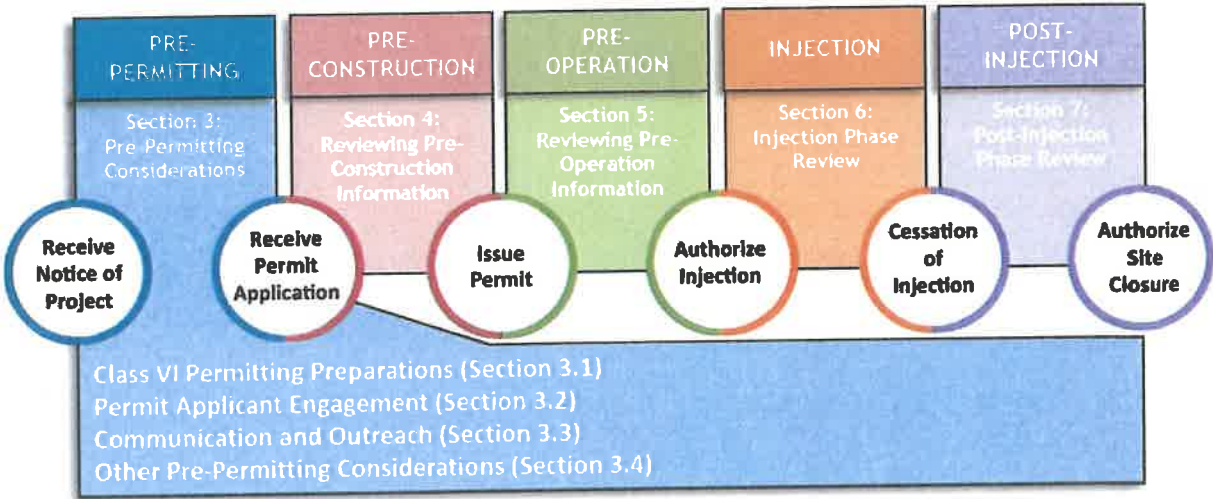 PRE-
PERMITTING
PRE-
CONSTRUCTION
PRE-
OPERATION
INJECTION
POST-
INJECTION
Section 3:
Pre Permitting
Considerations
Section 4:
Reviewing Pre-
Construction
Information
Section 5:
Reviewing Pre-
Operation
Information
Section 6:
Injection Phase
Review
Section 7:
Post-Injection
Phase Review
Receive
Notice of
Project
Receive
Permit
Application
Issue
Permit
Authorize
Injection
Cessation
of
Injection
Authorize
Site
Closure
Class VI Permitting Preparations (Section 3.1)
Permit Applicant Engagement (Section 3.2)
Communication and Outreach (Section 3.3)
Other Pre-Permitting Considerations (Section 3.4)